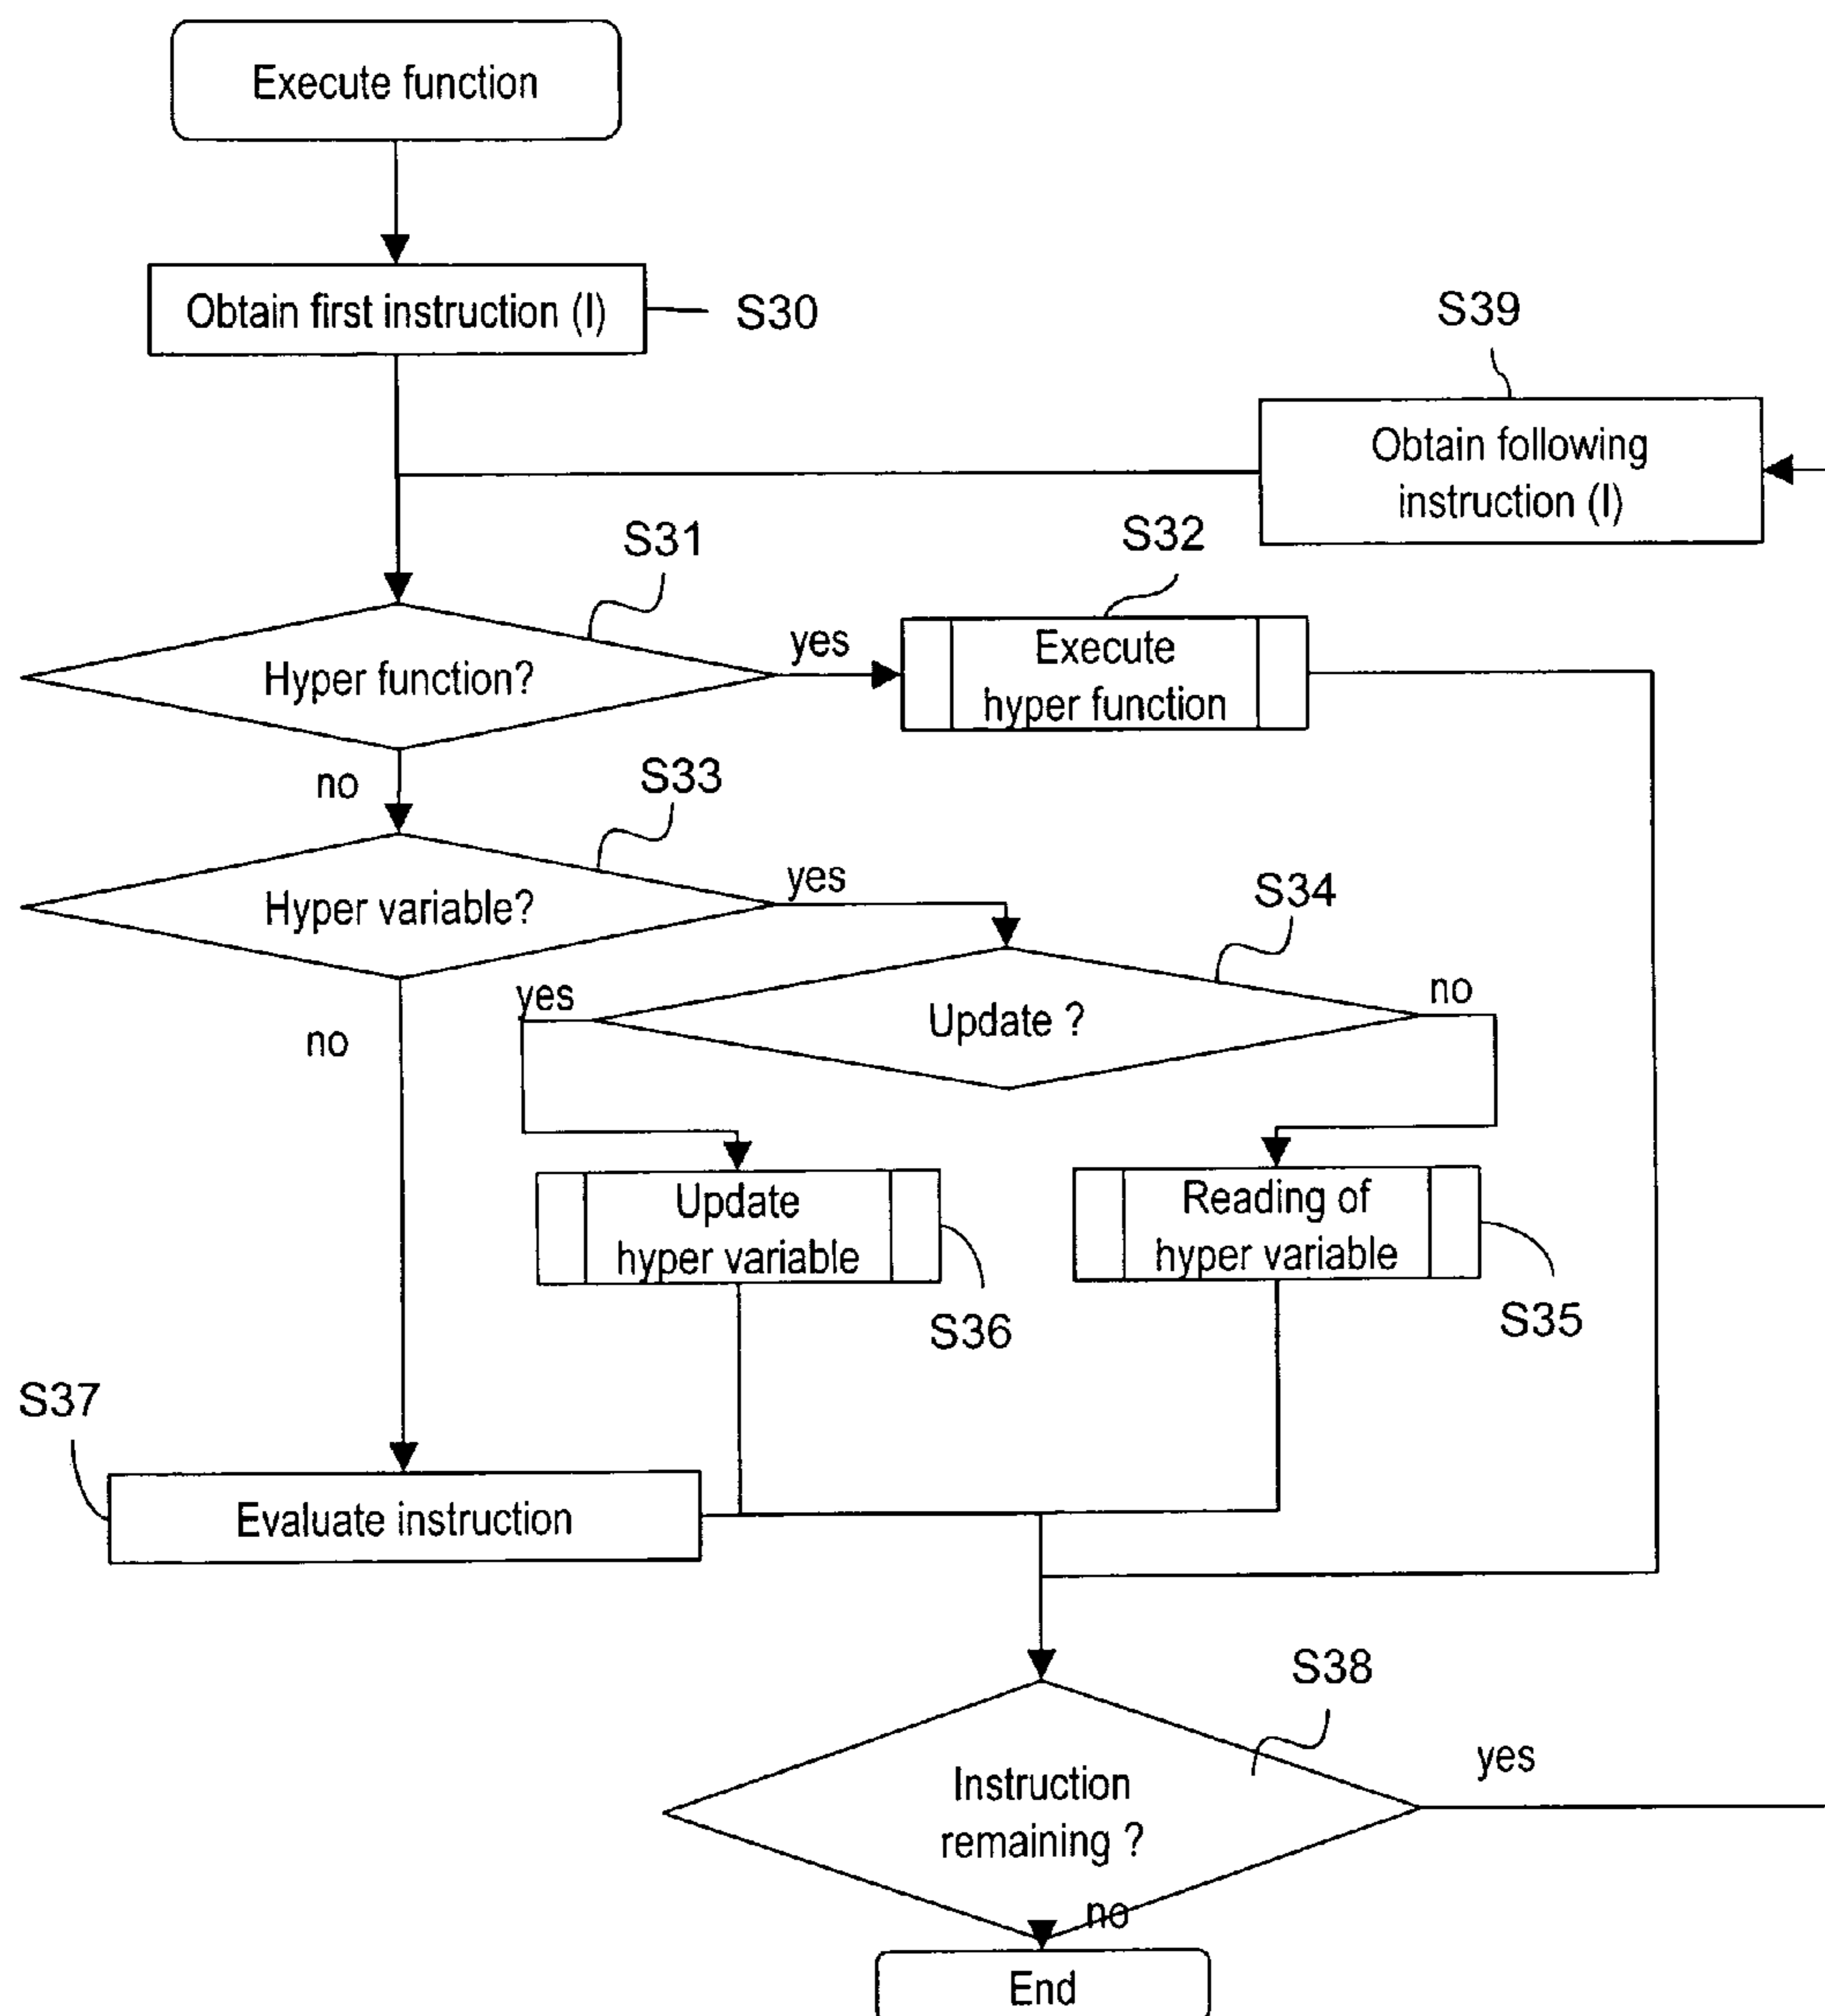 Execute function
Obtain first instruction (I)
S30
S39
Obtain following
instruction (I)
S31
S32
Hyper function?
yes
Execute
hyper function
no
S33
Hyper variable?
yes
S34
yes
Update ?
no
no
Update
hyper variable
Reading of
hyper variable
S36
S35
S37
Evaluate instruction
S38
Instruction
remaining ?
yes
no
End